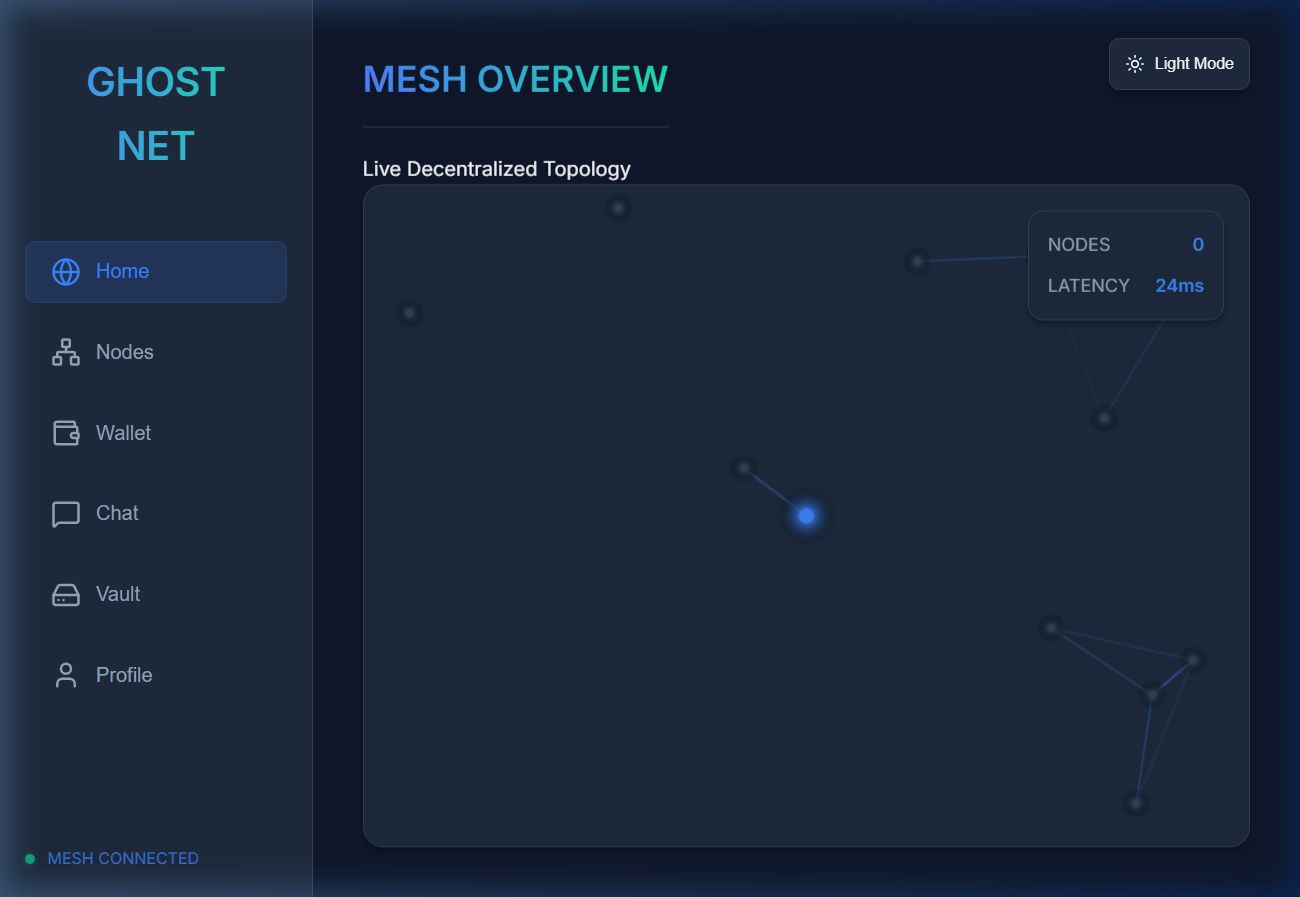 GHOST
NET
Home
Nodes
Wallet
Chat
Vault
Profile
MESH CONNECTED
MESH OVERVIEW
Light Mode
Live Decentralized Topology
NODES 0
LATENCY 24ms